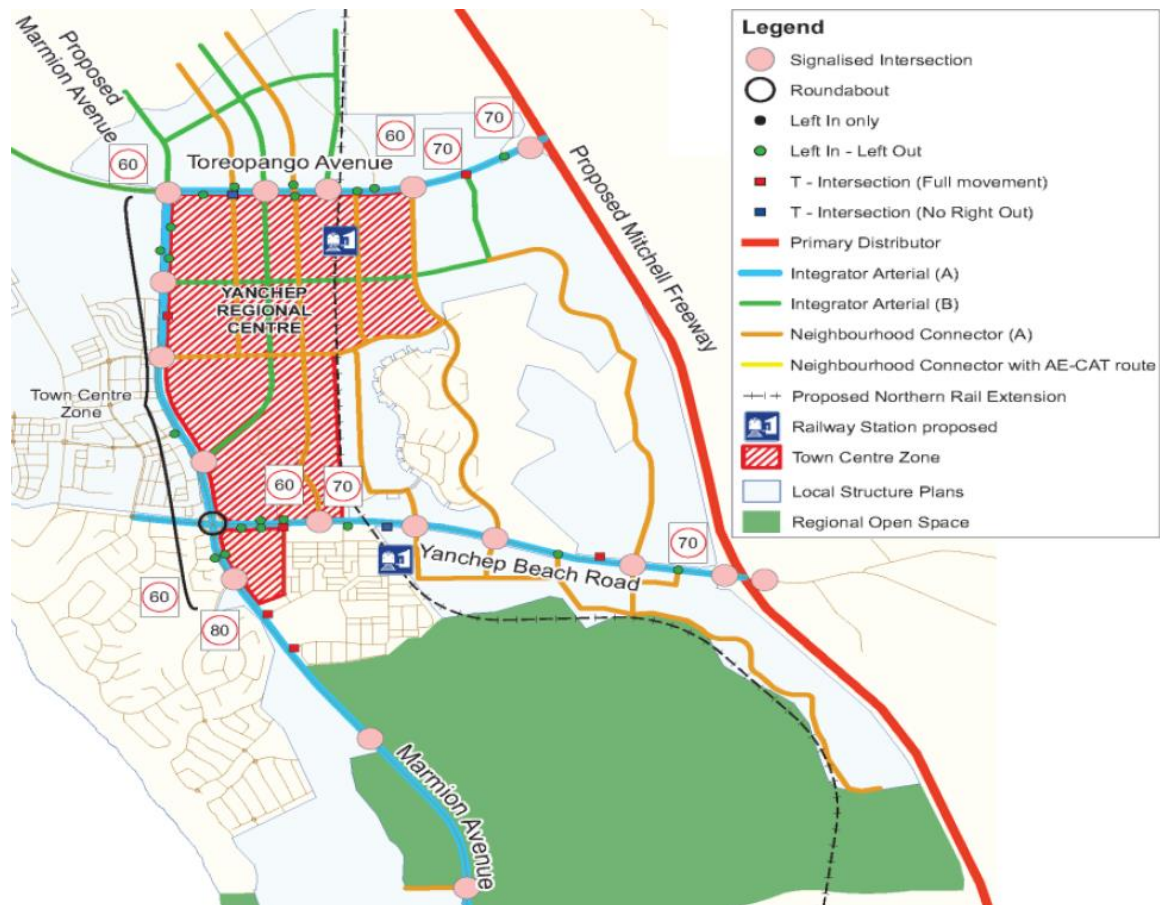 Proposed
Marmion Avenue
60
Toreopango Avenue
60
70
70
Proposed Mitchell Freeway
YANCHEP
REGIONAL
CENTRE
Town Centre
Zone
60
70
Yanchep Beach Road
70
60
80
Marmion Avenue
Legend
Signalised Intersection
Roundabout
Left In only
Left In - Left Out
T - Intersection (Full movement)
T - Intersection (No Right Out)
Primary Distributor
Integrator Arterial (A)
Integrator Arterial (B)
Neighbourhood Connector (A)
Neighbourhood Connector with AE-CAT route
Proposed Northern Rail Extension
Railway Station proposed
Town Centre Zone
Local Structure Plans
Regional Open Space